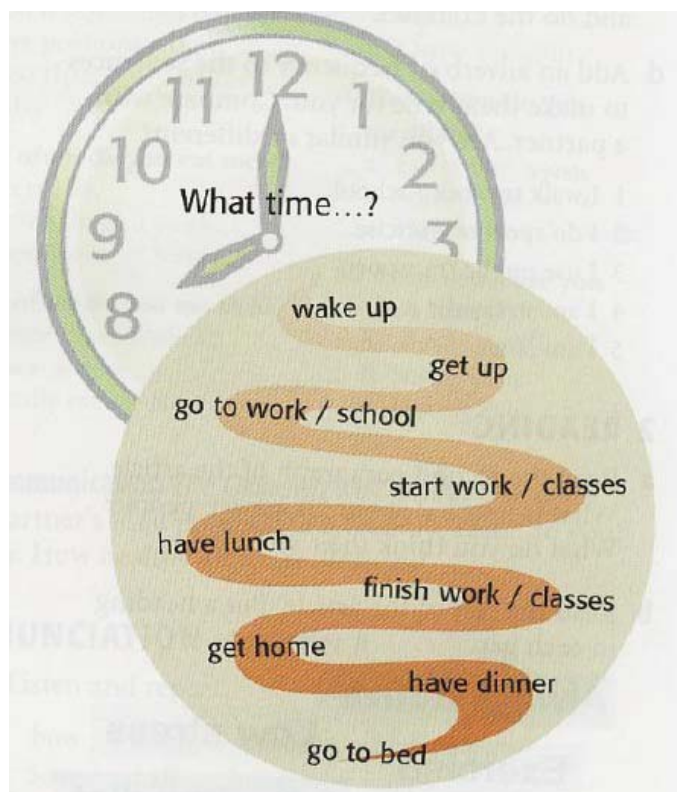 12
11 1
10 2
What time...?
9 3
8
wake up
get up
go to work / school
start work / classes
have lunch
finish work / classes
get home
have dinner
go to bed